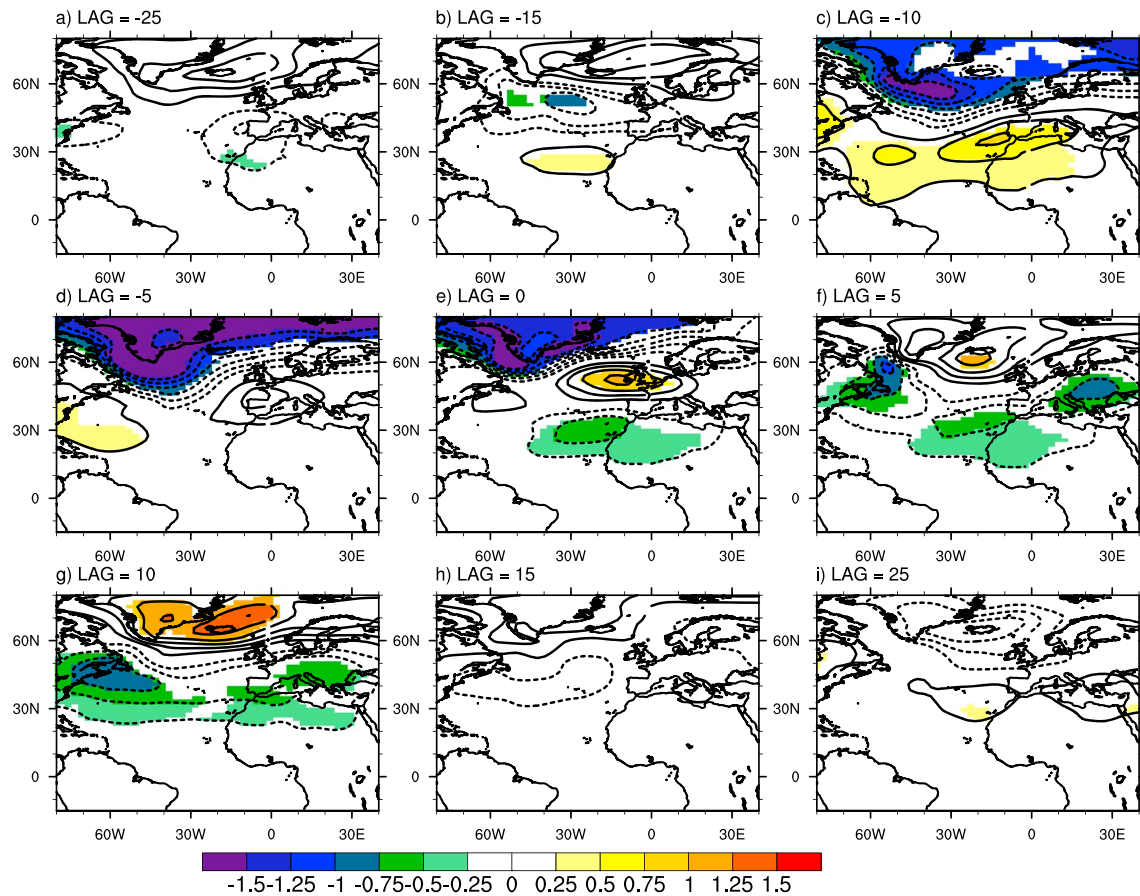 a) LAG = -25
b) LAG = -15
c) LAG = -10
60N
30N
0
60W
30W
0
30E
60N
30N
0
60W
30W
0
30E
60N
30N
0
60W
30W
0
30E
d) LAG = -5
e) LAG = 0
f) LAG = 5
60N
30N
0
60W
30W
0
30E
60N
30N
0
60W
30W
0
30E
60N
30N
0
60W
30W
0
30E
g) LAG = 10
h) LAG = 15
i) LAG = 25
60N
30N
0
60W
30W
0
30E
60N
30N
0
60W
30W
0
30E
60N
30N
0
60W
30W
0
30E
-1.5 -1.25 -1 -0.75 -0.5 -0.25 0 0.25 0.5 0.75 1 1.25 1.5